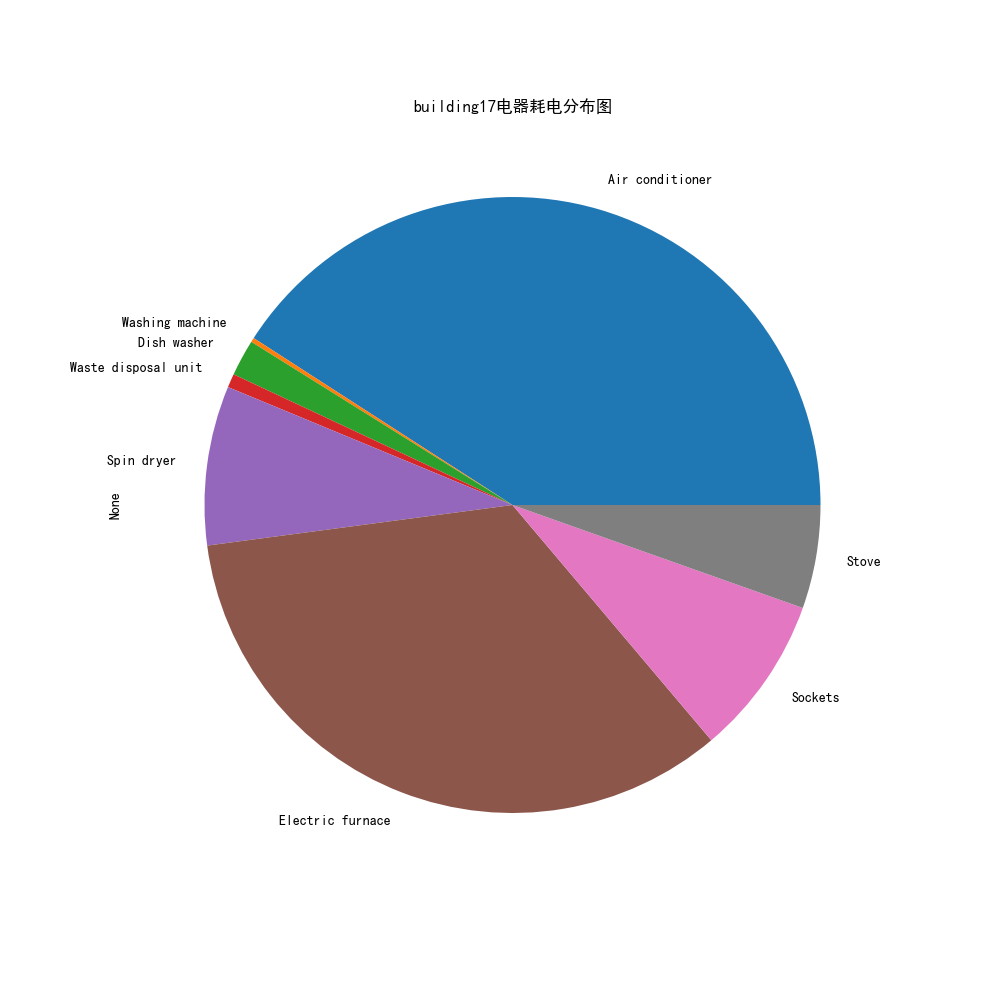 building17电器耗电分布图
Air conditioner
Washing machine
Dish washer
Waste disposal unit
Spin dryer
None
Stove
Sockets
Electric furnace